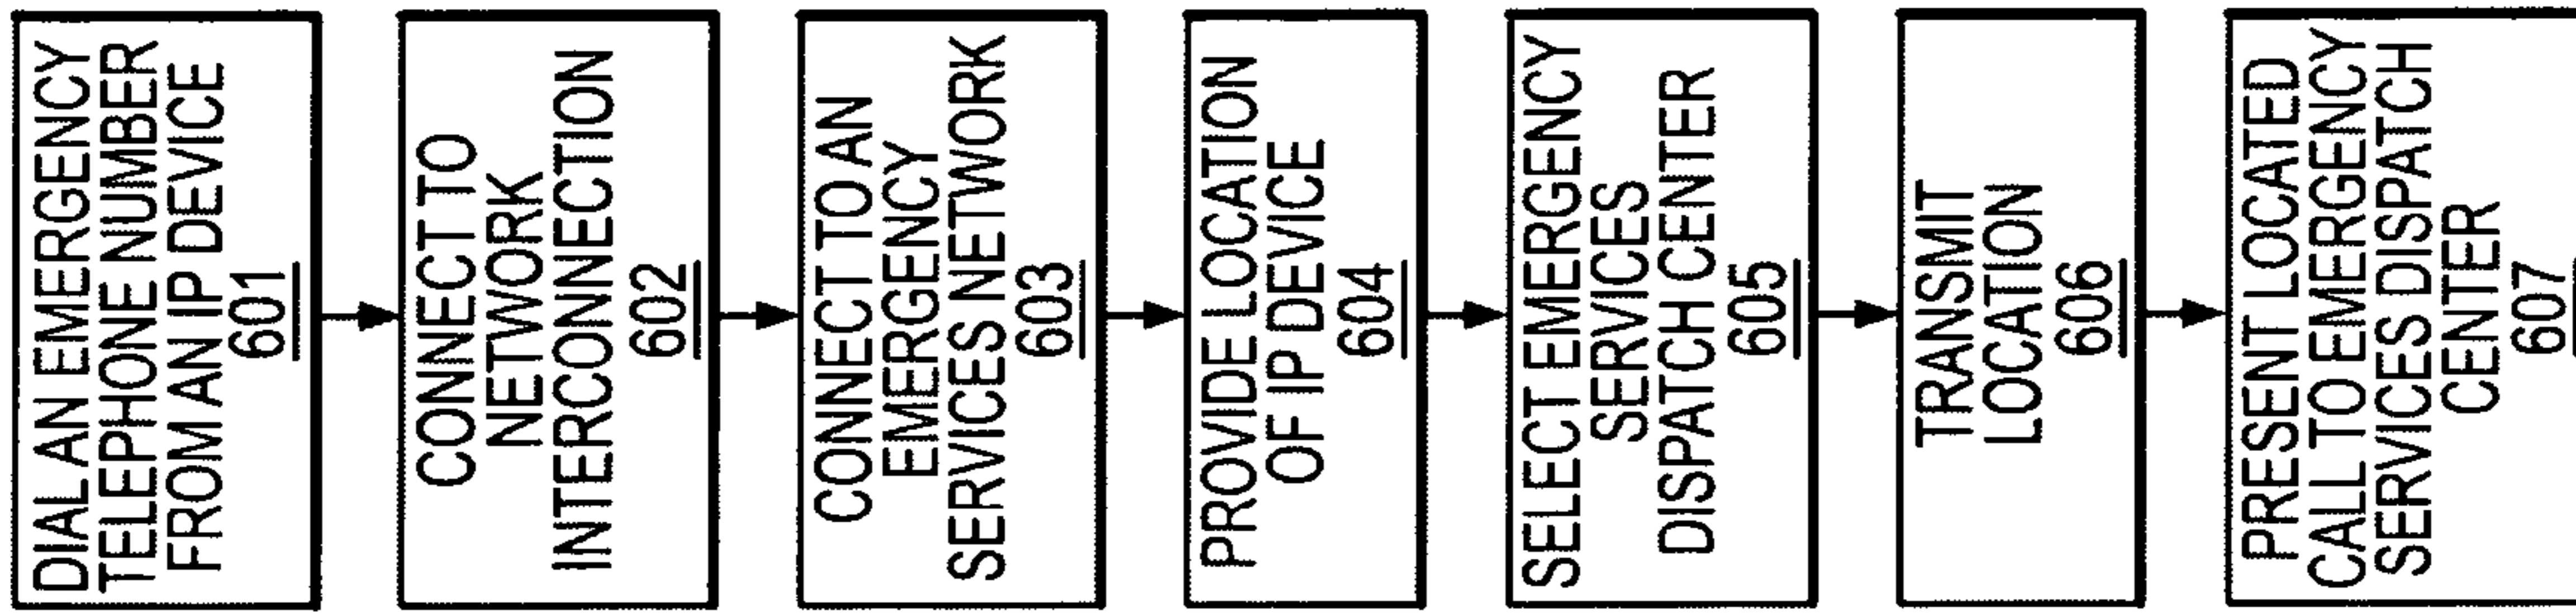 DIAL AN EMERGENCY
TELEPHONE NUMBER
FROM AN IP DEVICE
601
CONNECT TO
NETWORK
INTERCONNECTION
602
CONNECT TO AN
EMERGENCY
SERVICES NETWORK
603
PROVIDE LOCATION
OF IP DEVICE
604
SELECT EMERGENCY
SERVICES
DISPATCH CENTER
605
TRANSMIT
LOCATION
606
PRESENT LOCATED
CALL TO EMERGENCY
SERVICES DISPATCH
CENTER
607